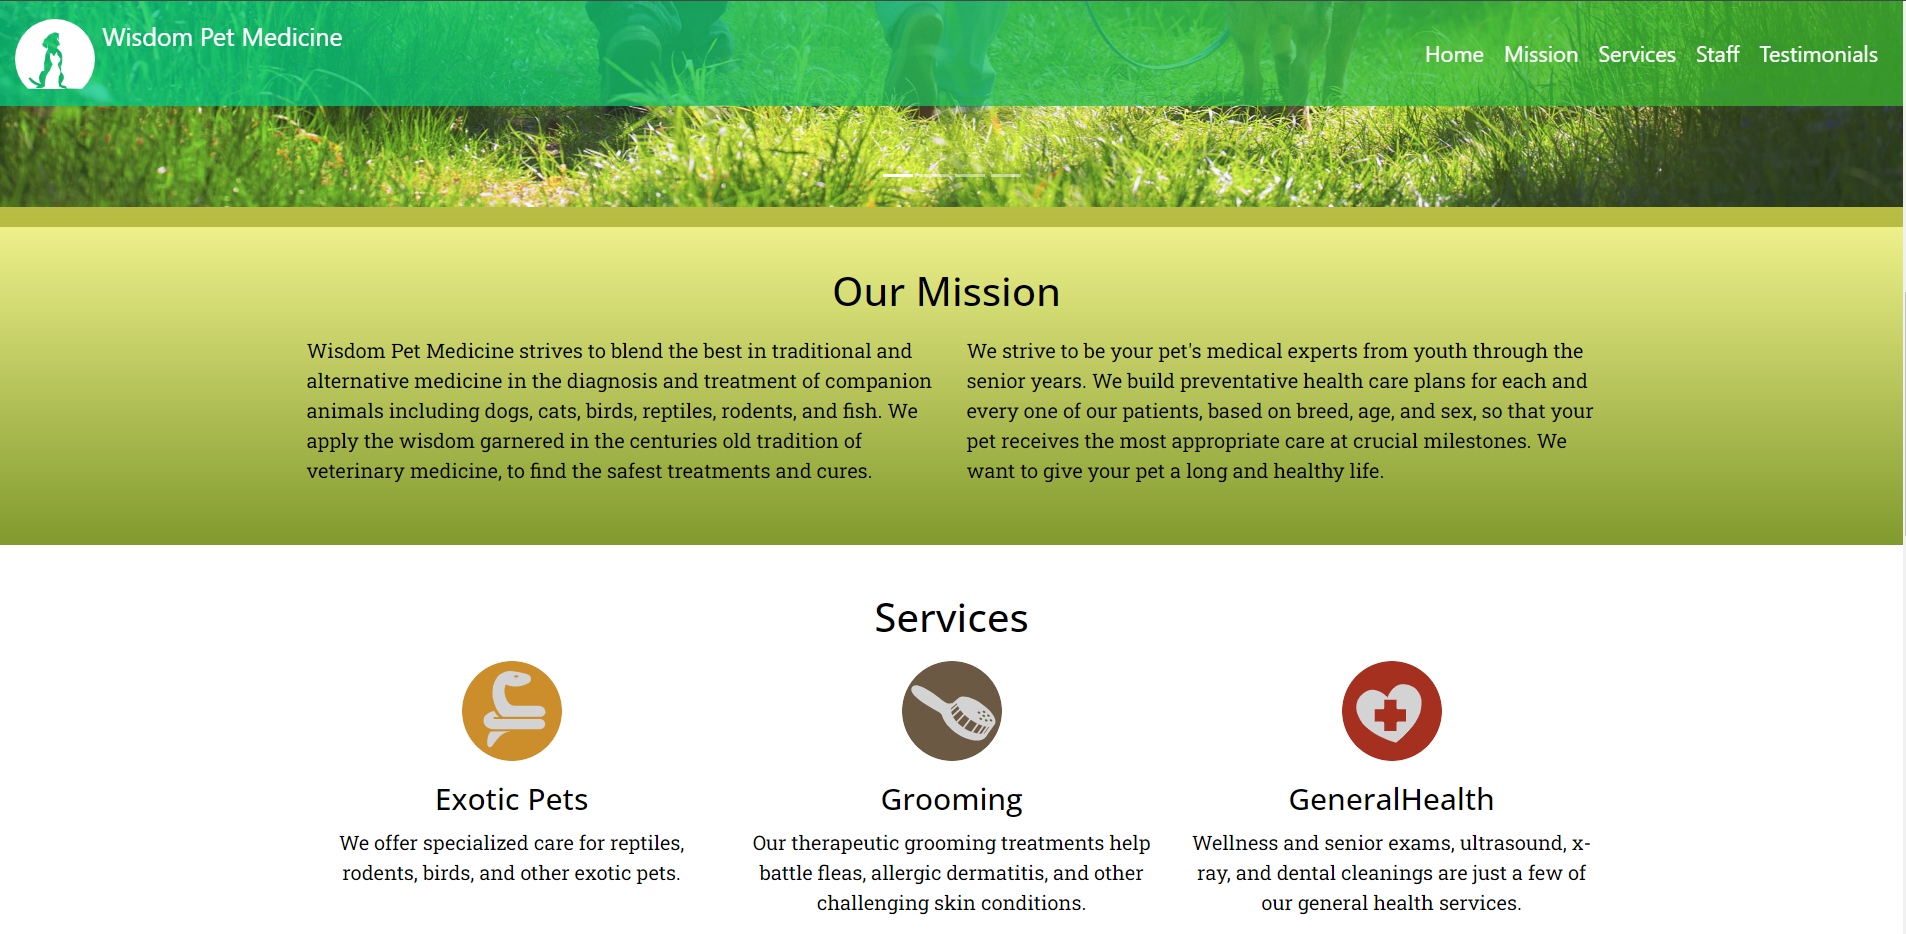 Wisdom Pet Medicine
Home Mission Services Staff Testimonials
Our Mission
Wisdom Pet Medicine strives to blend the best in traditional and
alternative medicine in the diagnosis and treatment of companion
animals including dogs, cats, birds, reptiles, rodents, and fish. We
apply the wisdom garnered in the centuries old tradition of
veterinary medicine, to find the safest treatments and cures.
We strive to be your pet's medical experts from youth through the
senior years. We build preventative health care plans for each and
every one of our patients, based on breed, age, and sex, so that your
pet receives the most appropriate care at crucial milestones. We
want to give your pet a long and healthy life.
Services
Exotic Pets
We offer specialized care for reptiles,
rodents, birds, and other exotic pets.
Grooming
Our therapeutic grooming treatments help
battle fleas, allergic dermatitis, and other
challenging skin conditions.
GeneralHealth
Wellness and senior exams, ultrasound, x-
ray, and dental cleanings are just a few of
our general health services.